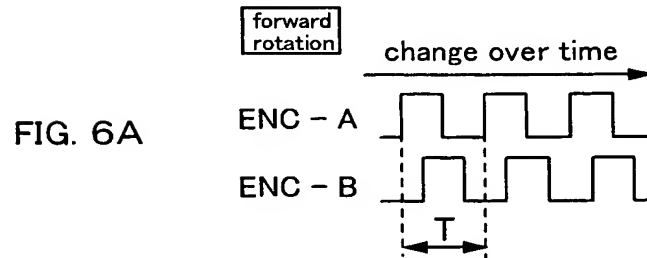 forward
rotation
change over time
ENC - A
FIG. 6A
ENC - B
T